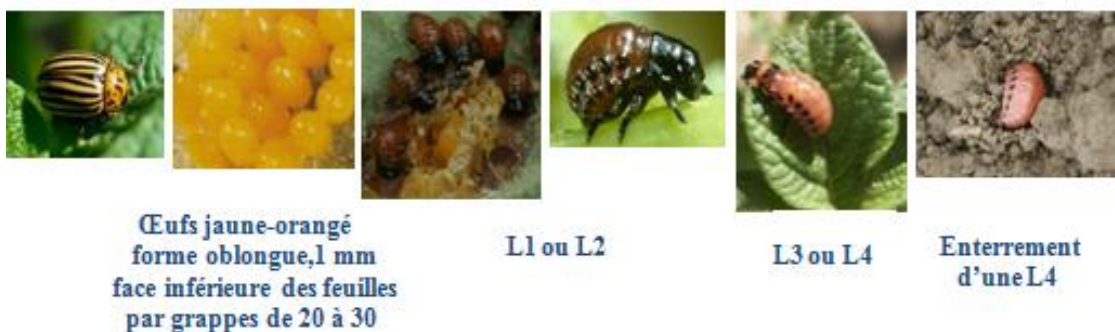 Œufs jaune-orangé
forme oblongue,1 mm
face inférieure des feuilles
par grappes de 20 à 30
L1 ou L2
L3 ou L4
Enterrement
d’une L4